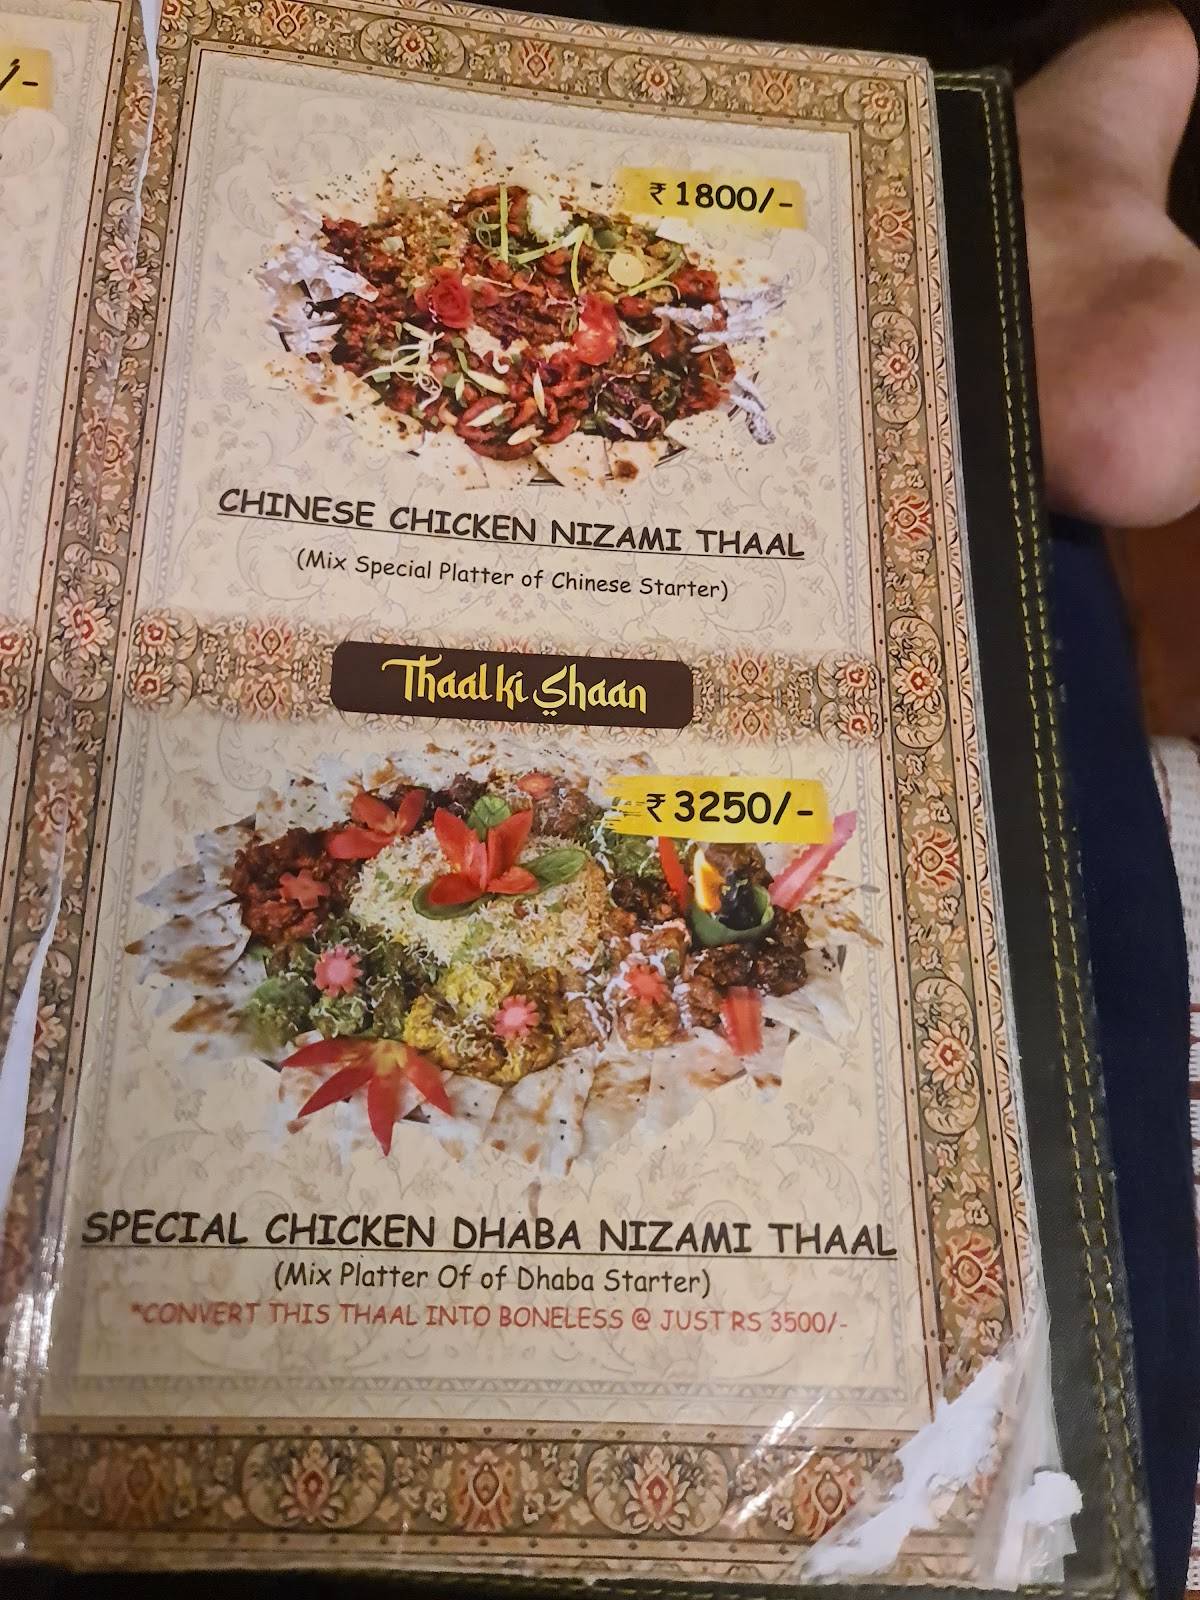 /-
₹ 1800/-
CHINESE CHICKEN NIZAMI THAAL
(Mix Special Platter of Chinese Starter)
Thaal ki Shaan
₹ 3250/-
SPECIAL CHICKEN DHABA NIZAMI THAAL
(Mix Platter Of of Dhaba Starter)
*CONVERT THIS THAAL INTO BONELESS @ JUST RS 3500/-